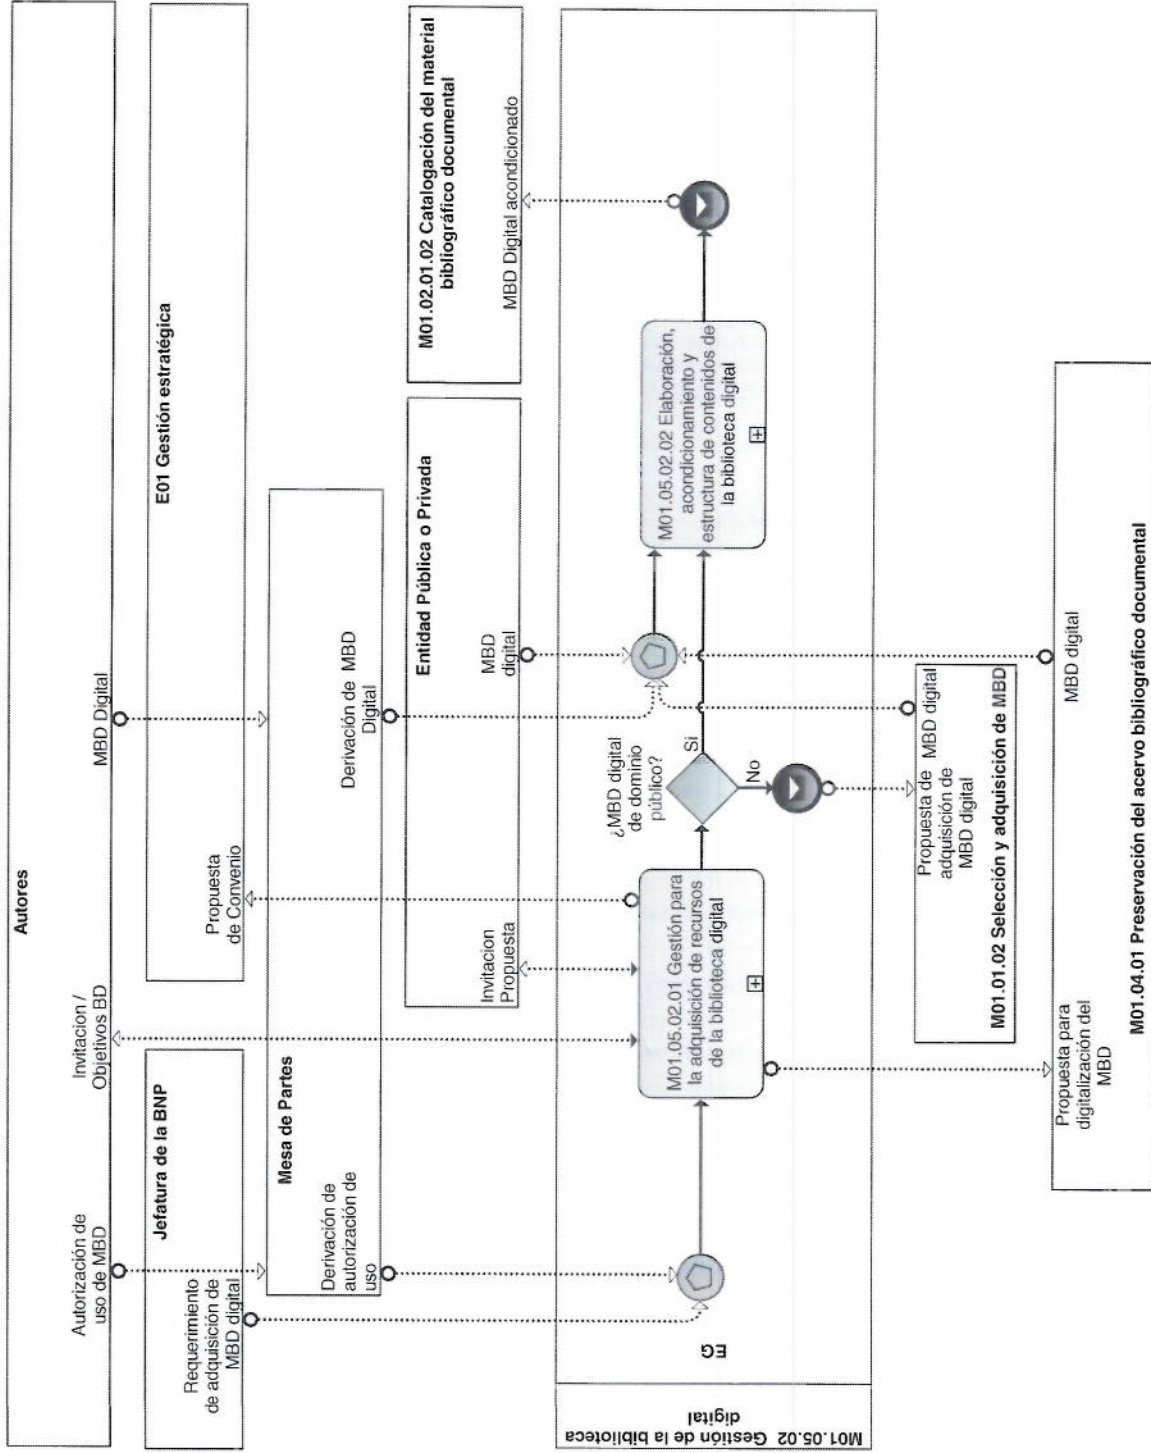 Autores
Autorización de
uso de MBD
Invitacion /
Objetivos BD
MBD Digital
Jefatura de la BNP
Requerimiento
de adquisición de
MBD digital
E01 Gestión estratégica
Propuesta
de Convenio
Mesa de Partes
Derivación de
autorización de
uso
Derivación de MBD
Digital
Entidad Pública o Privada
Invitacion
Propuesta
MBD
digital
M01.02.01.02 Catalogación del material
bibliográfico documental
MBD Digital acondicionado
M01.05.02 Gestión de la biblioteca
digital
EG
M01.05.02.01 Gestión para
la adquisición de recursos
de la biblioteca digital
¿MBD digital
de dominio
público?
Si
No
M01.05.02.02 Elaboración,
acondicionamiento y
estructura de contenidos de
la biblioteca digital
Propuesta de
adquisición de
MBD digital
MBD digital
M01.01.02 Selección y adquisición de MBD
Propuesta para
digitalización del
MBD
MBD digital
M01.04.01 Preservación del acervo bibliográfico documental